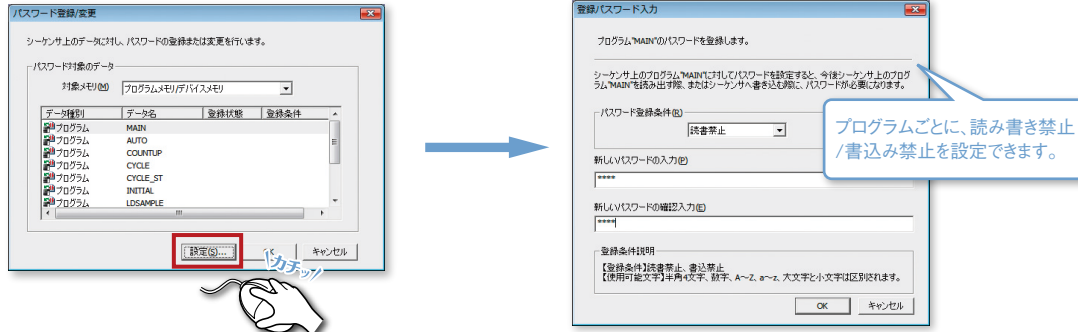 パスワード登録/変更
シーケンサ上のデータに対し、パスワードの登録または変更を行います。
パスワード対象のデータ
対象メモリ(M)
プログラムメモリ/デバイスメモリ
データ種別 データ名 登録状態 登録条件
プログラム MAIN
プログラム AUTO
プログラム COUNTUP
プログラム CYCLE
プログラム CYCLE_ST
プログラム INITIAL
プログラム LDSAMPLE
設定(S)...
キャンセル
カチッ
登録パスワード入力
プログラム"MAIN"のパスワードを登録します。
シーケンサ上のプログラム"MAIN"に対してパスワードを設定すると、今後シーケンサ上のプログ
ラム"MAIN"を読み出す際、またはシーケンサへ書き込む際に、パスワードが必要になります。
パスワード登録条件(R)
読書禁止
新しいパスワードの入力(P)
****
新しいパスワードの確認入力(E)
****
登録条件説明
【登録条件】読書禁止、書込禁止
【使用可能文字】半角4文字、数字、A~Z、a~z、大文字と小文字は区別されます。
OK
キャンセル
プログラムごとに、読み書き禁止
/書込み禁止を設定できます。